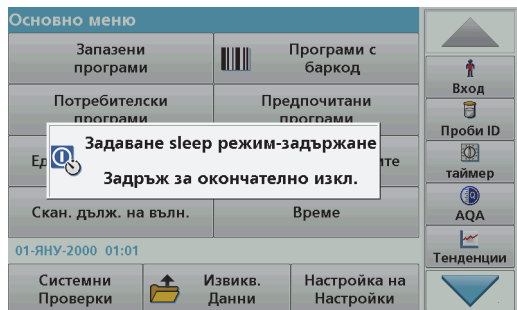 Основно меню
Запазени
програми
Програми с
баркод
Потребителски
програми
Предпочитани
програми
Задаване sleep режим-задържане
Задръж за окончателно изкл.
Скан. дълж. на вълн.
Време
01-ЯНУ-2000 01:01
Системни
Проверки
Извикв.
Данни
Настройка на
Настройки
Вход
Проби ID
таймер
AQA
Тенденции